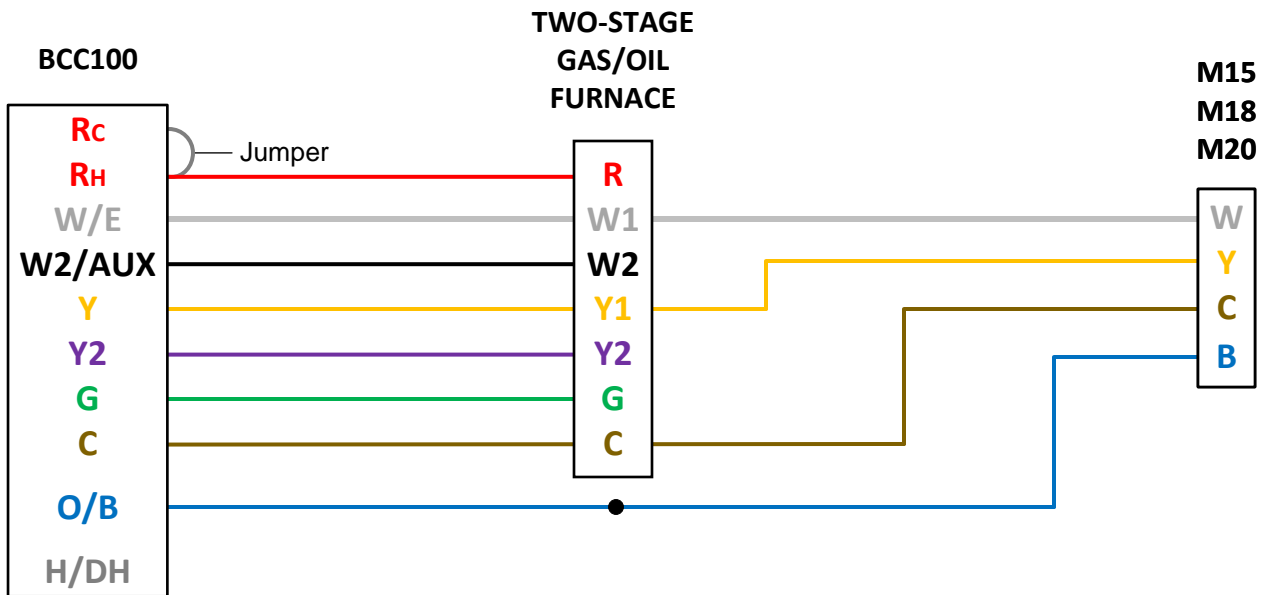 BCC100
RC
RH
W/E
W2/AUX
Y
Y2
G
C
O/B
H/DH
Jumper
TWO-STAGE
GAS/OIL
FURNACE
R
W1
W2
Y1
Y2
G
C
M15
M18
M20
W
Y
C
B